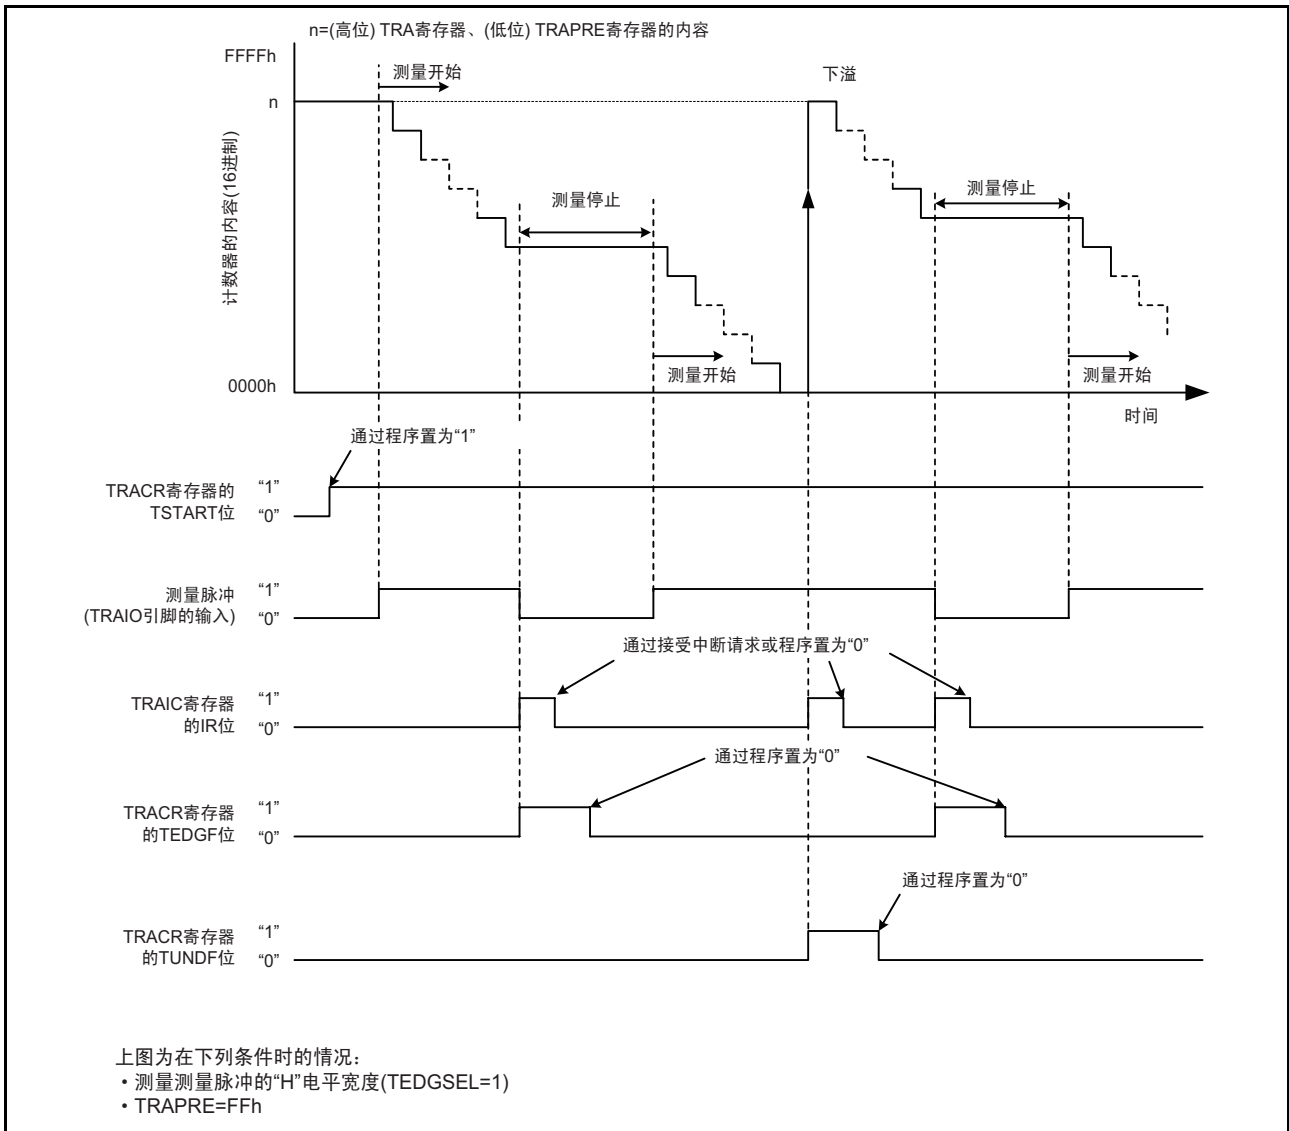 n=(高位) TRA寄存器、(低位) TRAPRE寄存器的内容
FFFFh
测量开始
下溢
n
计数器的内容(16进制)
测量停止
测量停止
测量开始
测量开始
0000h
时间
通过程序置为“1”
TRACR寄存器的
TSTART位
“1”
“0”
测量脉冲
(TRAIO引脚的输入)
“1”
“0”
通过接受中断请求或程序置为“0”
TRAIC寄存器
的IR位
“1”
“0”
通过程序置为“0”
TRACR寄存器
的TEDGF位
“1”
“0”
通过程序置为“0”
TRACR寄存器
的TUNDF位
“1”
“0”
上图为在下列条件时的情况：
•测量测量脉冲的“H”电平宽度(TEDGSEL=1)
•TRAPRE=FFh